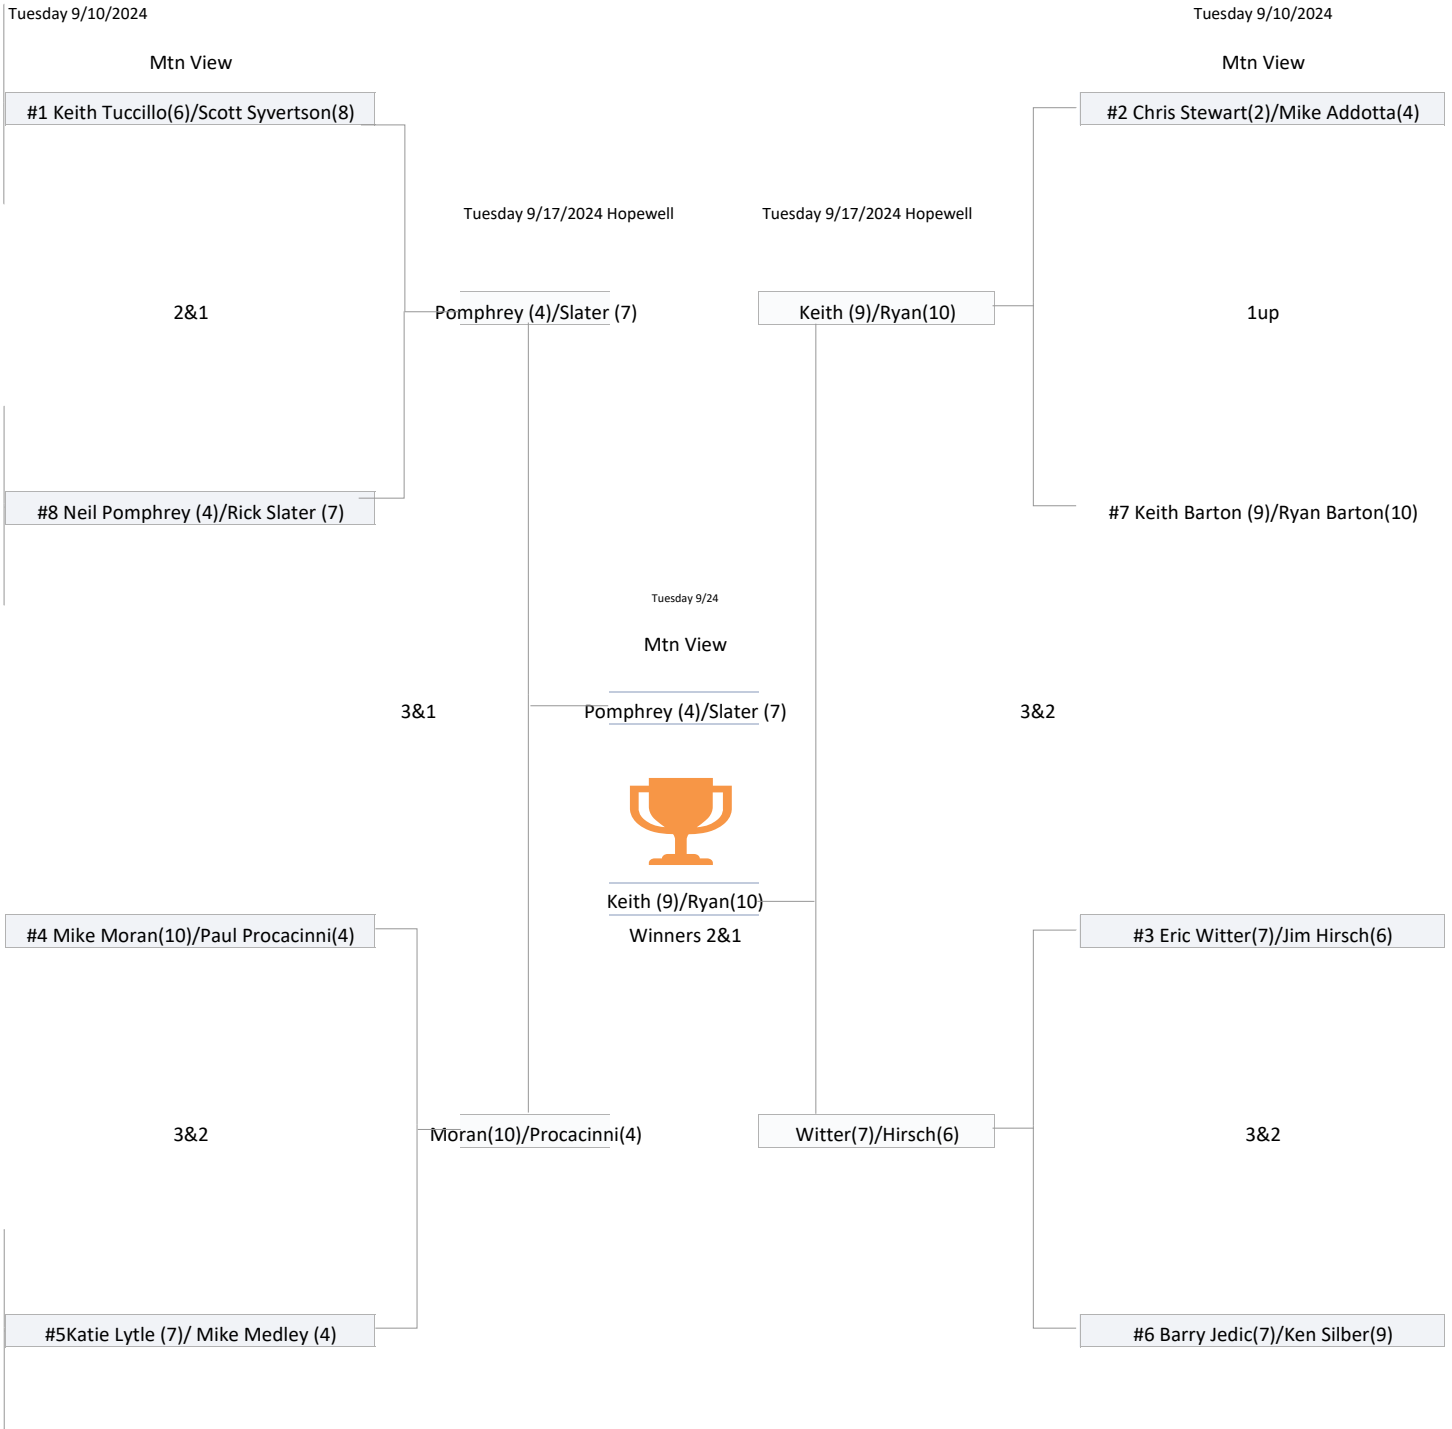 Tuesday 9/10/2024
Tuesday 9/10/2024
Mtn View
Mtn View
#1 Keith Tuccillo(6)/Scott Syvertson(8)
#2 Chris Stewart(2)/Mike Addotta(4)
Tuesday 9/17/2024 Hopewell
Tuesday 9/17/2024 Hopewell
2&1
Pomphrey (4)/Slater (7)
Keith (9)/Ryan(10)
1up
#8 Neil Pomphrey (4)/Rick Slater (7)
#7 Keith Barton (9)/Ryan Barton(10)
Tuesday 9/24
Mtn View
3&1
Pomphrey (4)/Slater (7)
3&2
Keith (9)/Ryan(10)
Winners 2&1
#4 Mike Moran(10)/Paul Procacinni(4)
#3 Eric Witter(7)/Jim Hirsch(6)
3&2
Moran(10)/Procacinni(4)
Witter(7)/Hirsch(6)
3&2
#5Katie Lytle (7)/ Mike Medley (4)
#6 Barry Jedic(7)/Ken Silber(9)